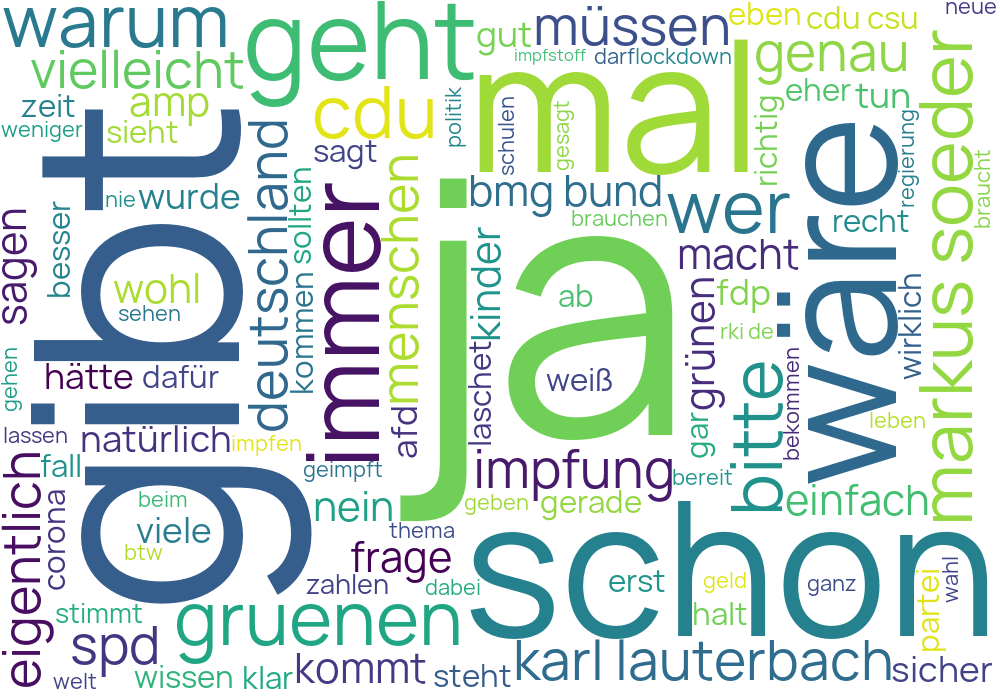 warum
geht
gut
müssen
eben
cdu csu
neue
vielleicht
impfstoff
darflockdown
genau
zeit
amp
cdu
politik
mal
eher
tun
weniger
sieht
sagt
schulen
gesagt
richtig
regierung
markus soeder
gibt
deutschland
sollten
immer
menschen
ja
bmg bund
wer
wäre
braucht
nie
wurde
brauchen
recht
sagen
besser
wohl
sehen
kommen
kinder
ab
macht
grünen
fdp
rki de
wirklich
gehen
hätte
dafür
afd
laschet
weiß
gar
bitte
bekommen
leben
lassen
natürlich
impfen
fall
geimpft
impfung
bereit
eigentlich
corona
beim
viele
btw
nein
geben
gerade
einfach
thema
frage
schon
zahlen
dabei
erst
geld
ganz
partei
wahl
stimmt
gruenen
halt
spd
kommt
steht
karl lauterbach
sicher
welt
wissen
klar